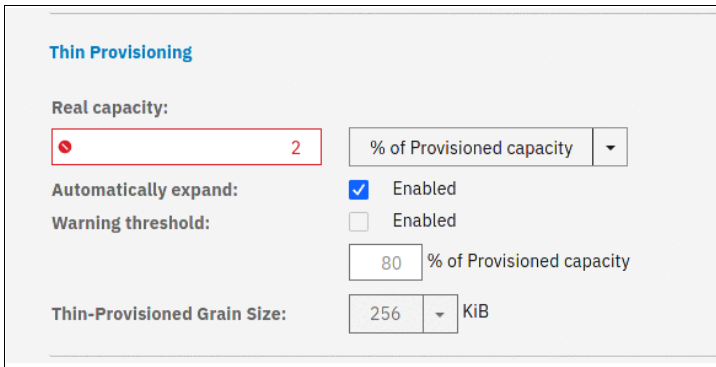 Thin Provisioning
Real capacity:
2 % of Provisioned capacity
Automatically expand: Enabled
Warning threshold: Enabled
80 % of Provisioned capacity
Thin-Provisioned Grain Size: 256 KiB